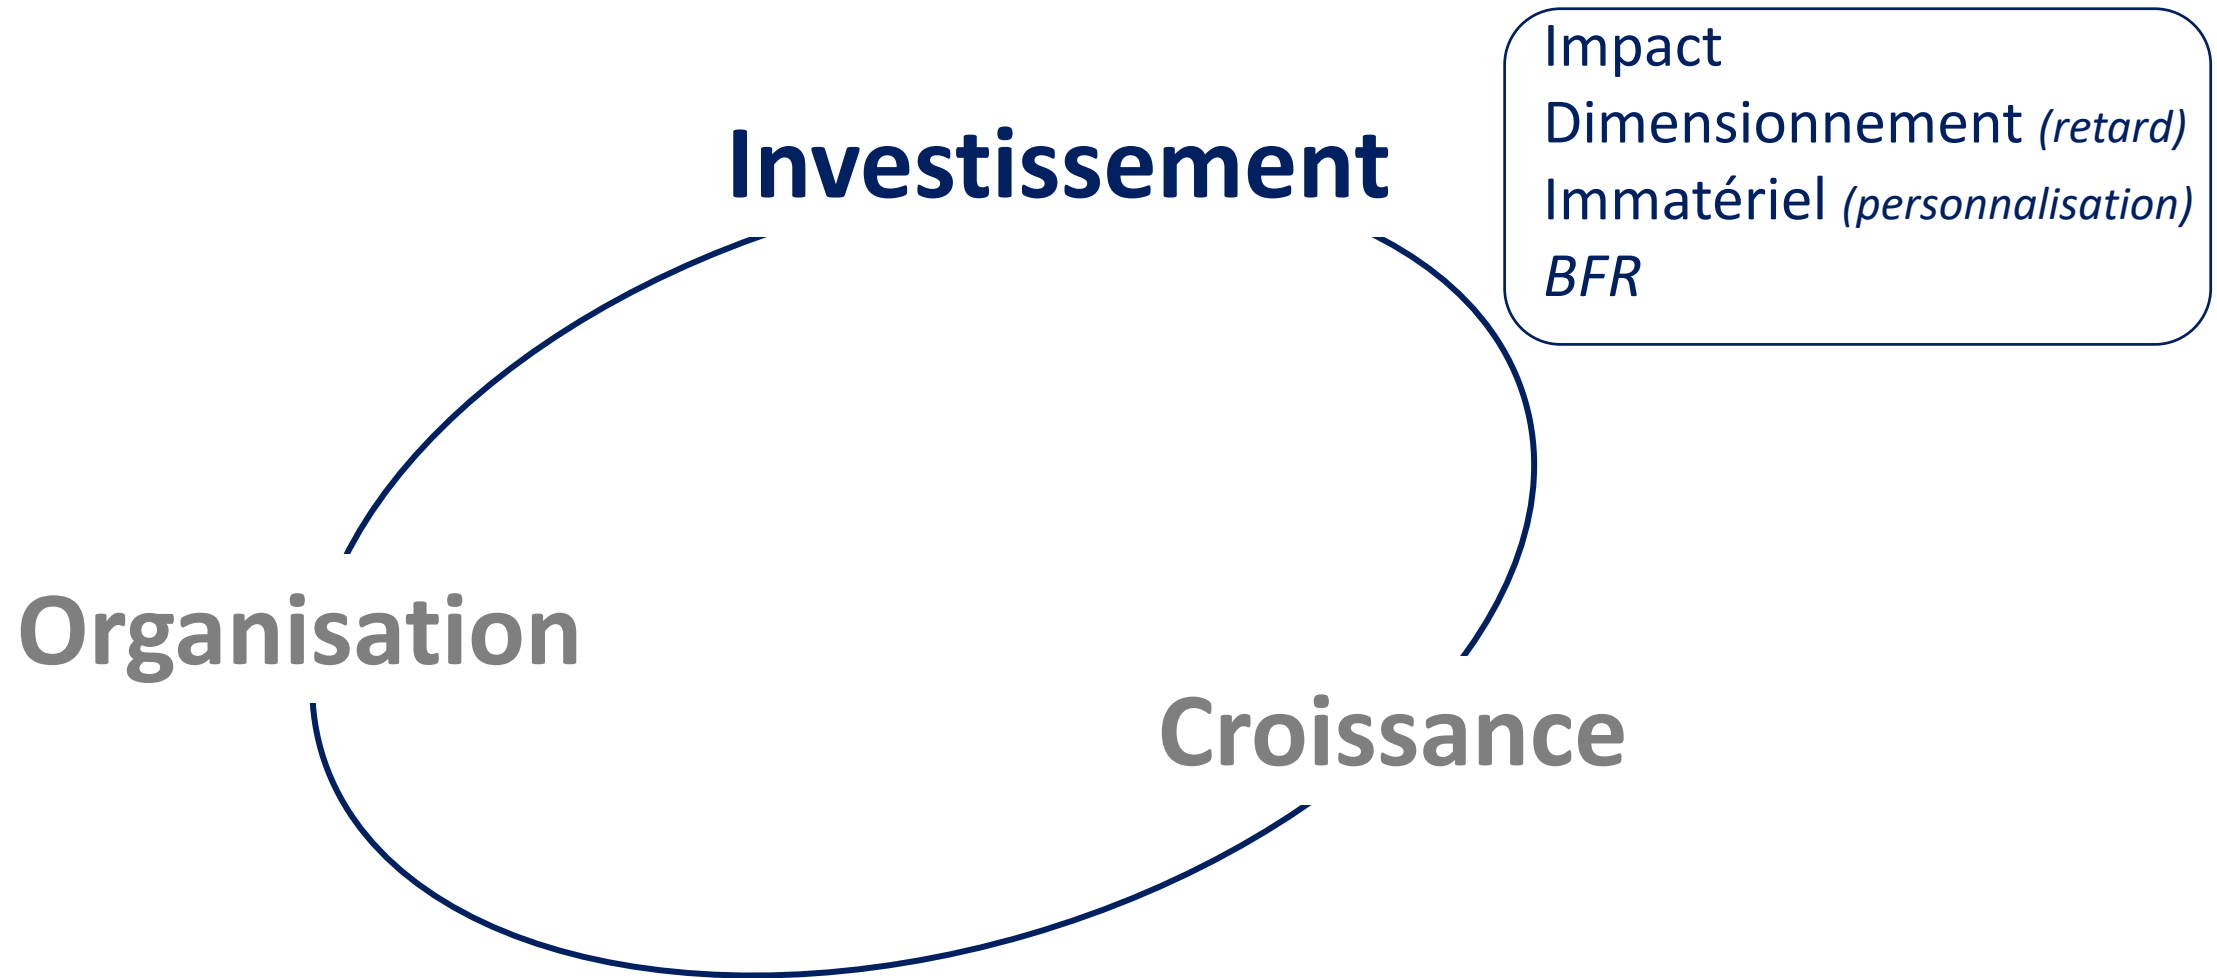 Impact
Dimensionnement (retard)
Immatériel (personnalisation)
BFR
Investissement
Organisation
Croissance